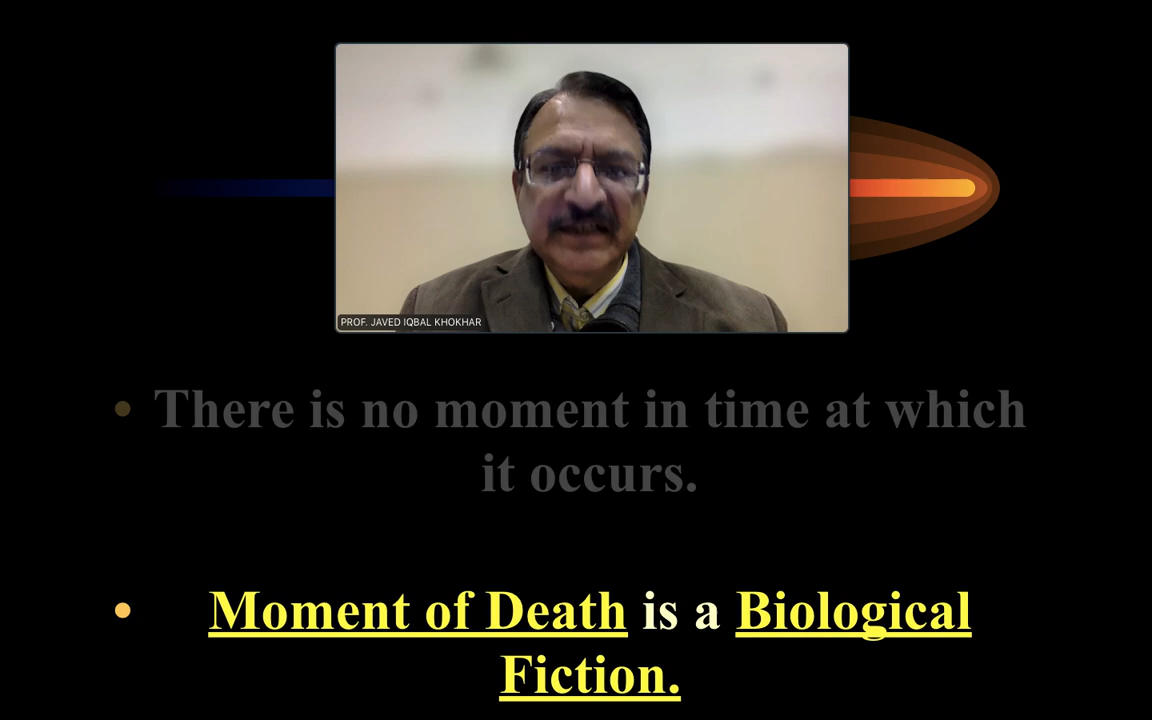 PROF. JAVED IQBAL KHOKHAR
• There is no moment in time at which
it occurs.
• Moment of Death is a Biological
Fiction.